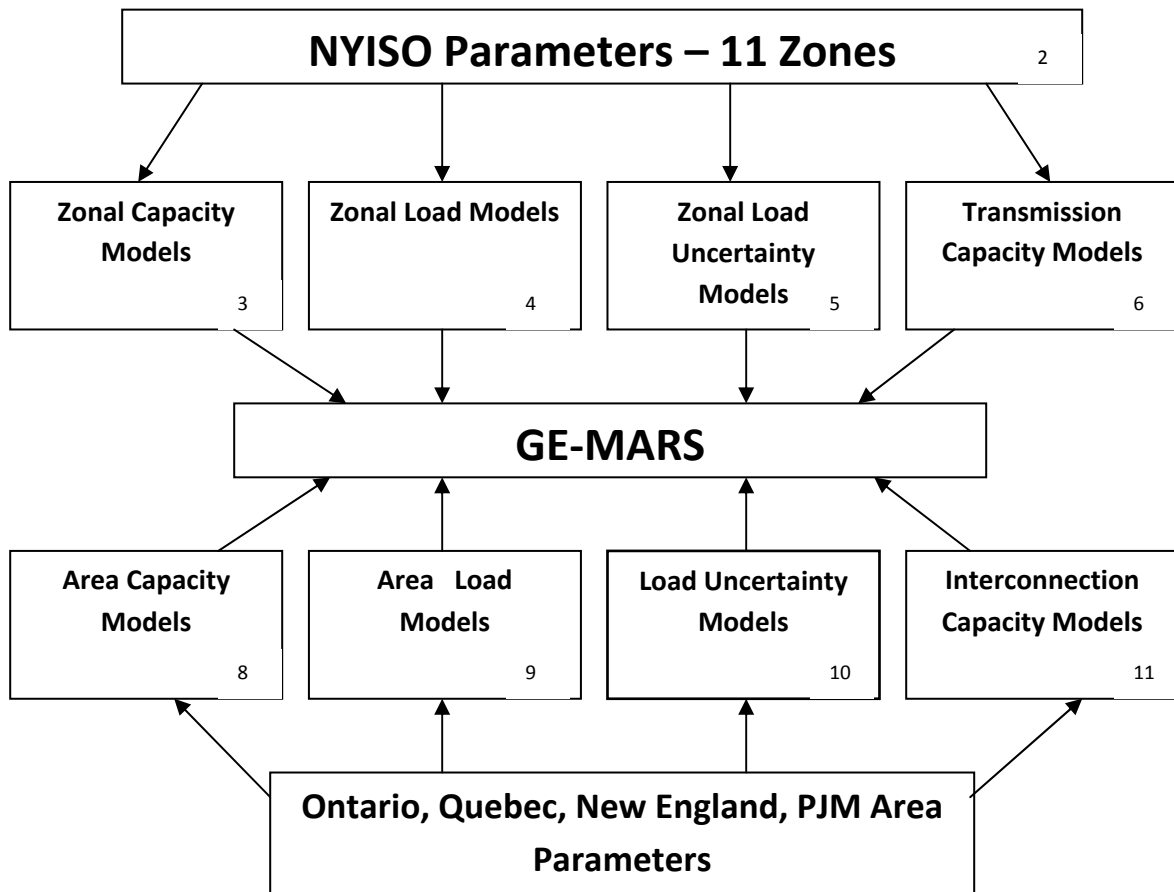 NYISO Parameters – 11 Zones
2
Zonal Capacity
Models
3
Zonal Load Models
4
Zonal Load
Uncertainty
Models
5
Transmission
Capacity Models
6
GE-MARS
Area Capacity
Models
8
Area Load
Models
9
Load Uncertainty
Models
10
Interconnection
Capacity Models
11
Ontario, Quebec, New England, PJM Area
Parameters